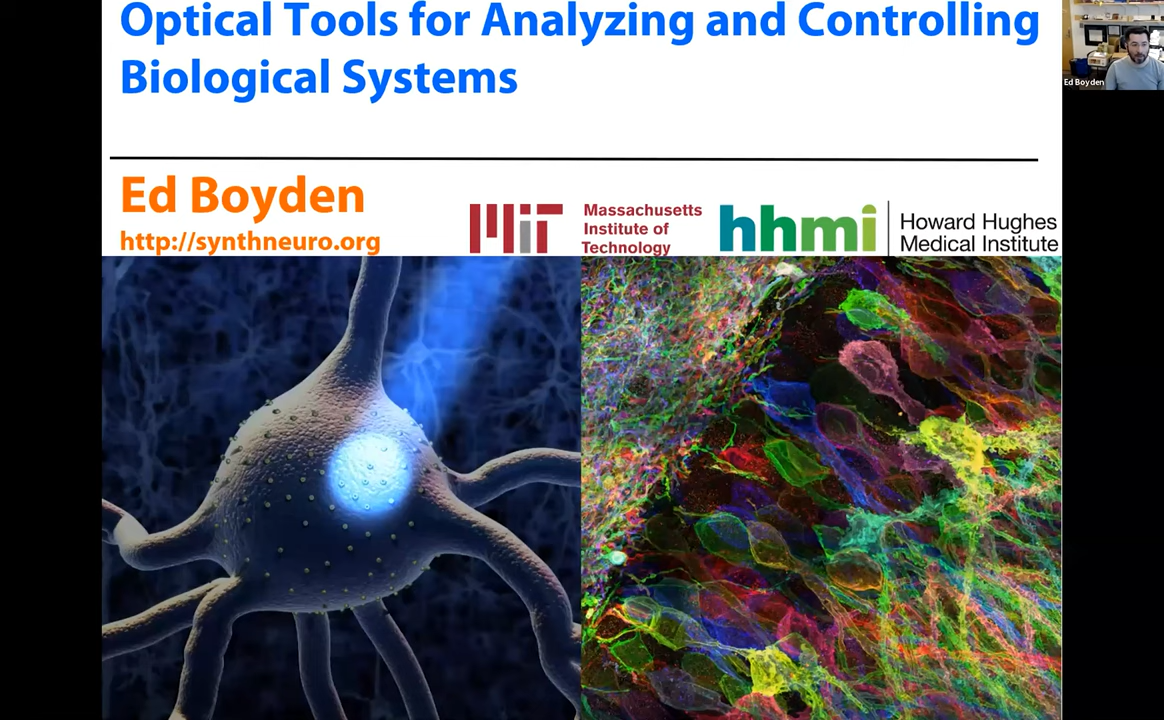 Optical Tools for Analyzing and Controlling
Biological Systems
Ed Boyden
Ed Boyden
http://synthneuro.org
MIT
Massachusetts
Institute of
Technology
hhmi
Howard Hughes
Medical Institute